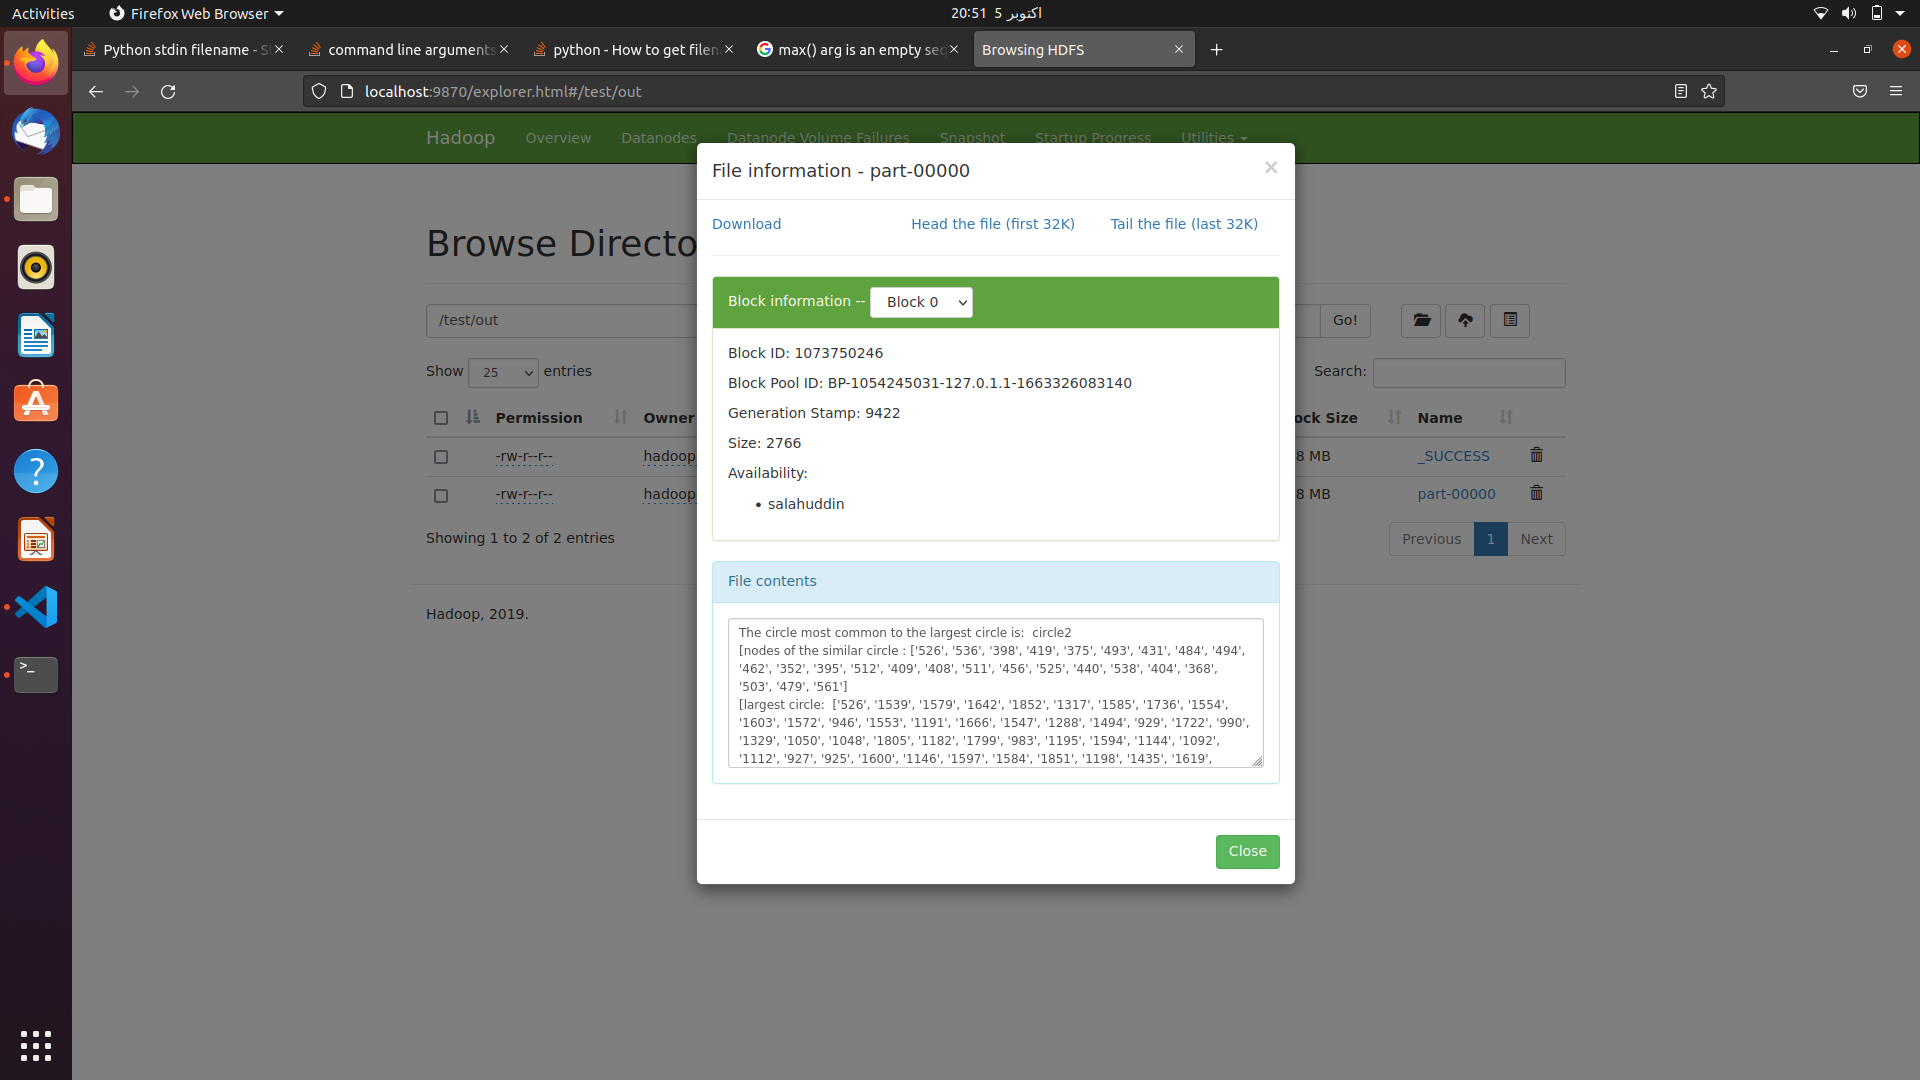 Activities
Firefox Web Browser
20:51 5 اکتوبر
Python stdin filename - S
command line arguments
python - How to get filen
max() arg is an empty seq
Browsing HDFS
localhost:9870/explorer.html#/test/out
Hadoop
Overview
Datanodes
Datanode Volume Failures
Snapshot
Startup Progress
Utilities
File information - part-00000
×
Download
Head the file (first 32K)
Tail the file (last 32K)
Browse Directo
Block information --
Block 0
/test/out
Go!
Block ID: 1073750246
Show 25 entries
Search:
Block Pool ID: BP-1054245031-127.0.1.1-1663326083140
Generation Stamp: 9422
Permission
Owner
ock Size
Name
Size: 2766
-rw-r--r--
hadoop
8 MB
_SUCCESS
Availability:
-rw-r--r--
hadoop
8 MB
part-00000
• salahuddin
Showing 1 to 2 of 2 entries
Previous
1
Next
File contents
Hadoop, 2019.
The circle most common to the largest circle is:  circle2
[nodes of the similar circle : ['526', '536', '398', '419', '375', '493', '431', '484', '494',
'462', '352', '395', '512', '409', '408', '511', '456', '525', '440', '538', '404', '368',
'503', '479', '561']
[largest circle:  ['526', '1539', '1579', '1642', '1852', '1317', '1585', '1736', '1554',
'1603', '1572', '946', '1553', '1191', '1666', '1547', '1288', '1494', '929', '1722', '990',
'1329', '1050', '1048', '1805', '1182', '1799', '983', '1195', '1594', '1144', '1092',
'1112', '927', '925', '1600', '1146', '1597', '1584', '1851', '1198', '1435', '1619',
Close